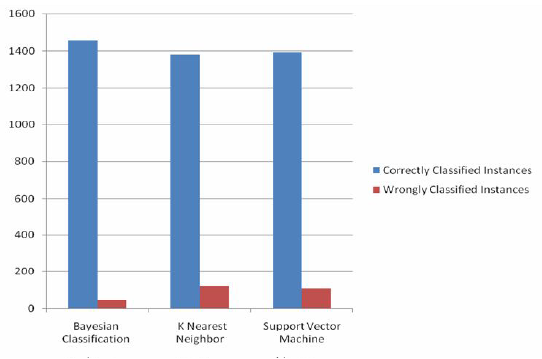 1600
1400
1200
1000
800
600
400
200
0
Bayesian Classification
K Nearest Neighbor
Support Vector Machine
Correctly Classified Instances
Wrongly Classified Instances